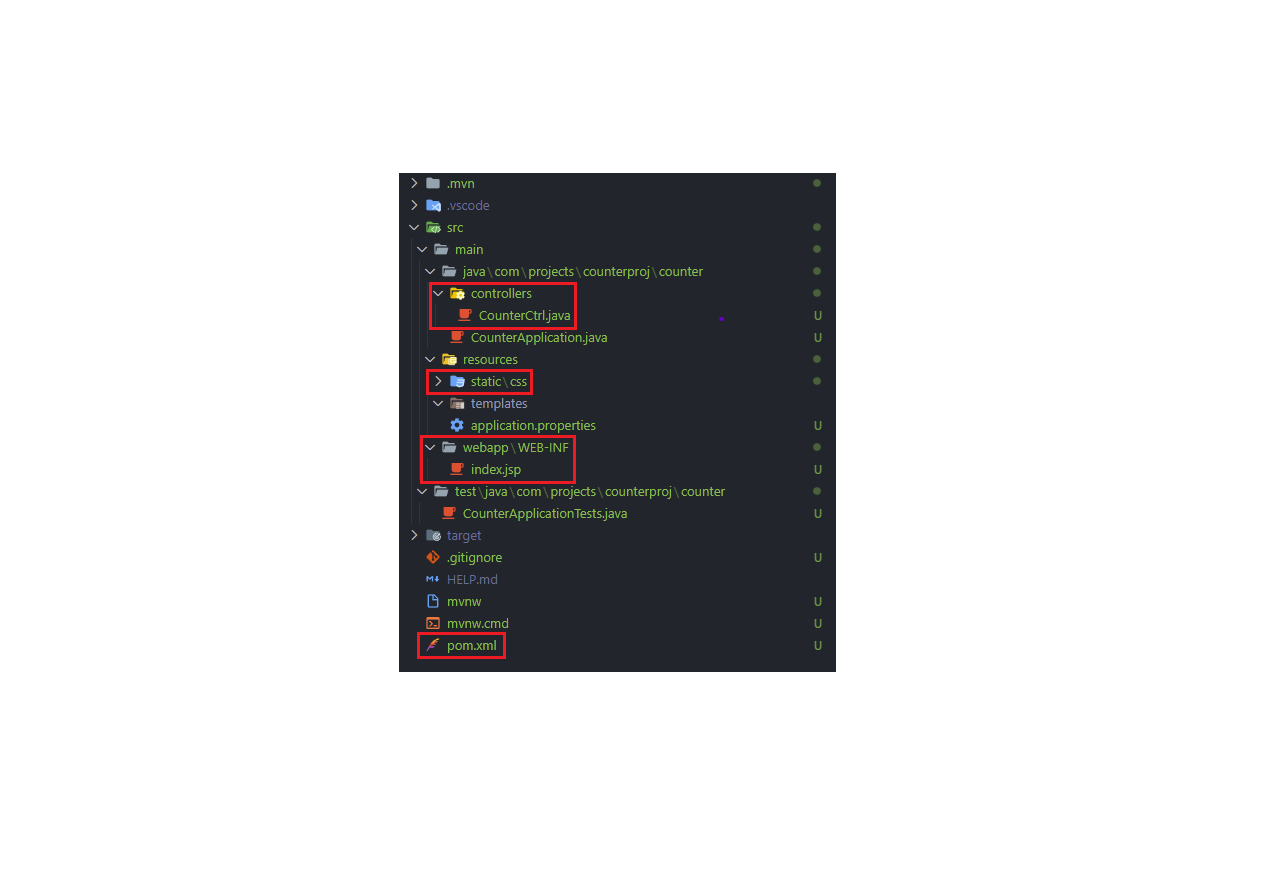 .mvn
.vscode
src
main
java\com\projects\counterproj\counter
controllers
CounterCtrl.java U
CounterApplication.java U
resources
static\css
templates
application.properties U
webapp\WEB-INF
index.jsp U
test\java\com\projects\counterproj\counter
CounterApplicationTests.java U
target
.gitignore U
M↓ HELP.md
mvnw U
mvnw.cmd U
pom.xml U